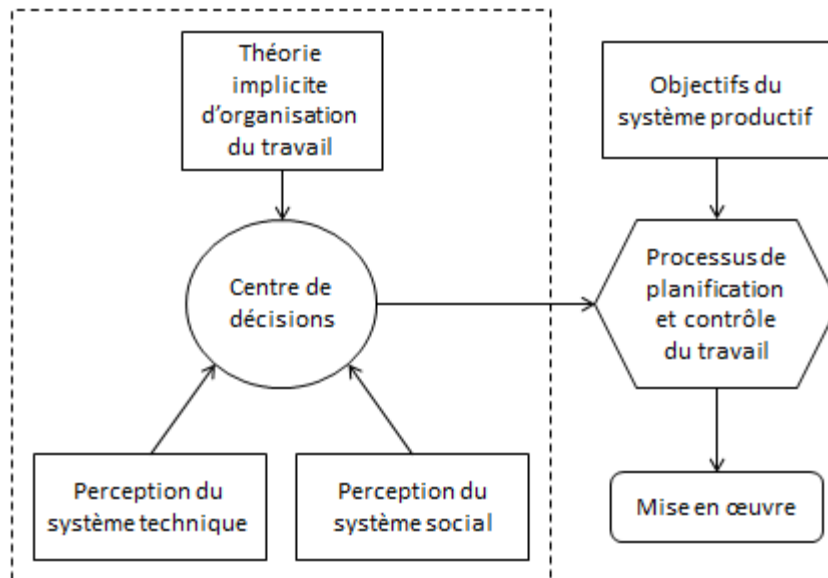 Théorie
implicite
d'organisation
du travail
Objectifs du
système productif
Centre de
décisions
Processus de
planification
et contrôle
du travail
Perception du
système technique
Perception du
système social
Mise en œuvre